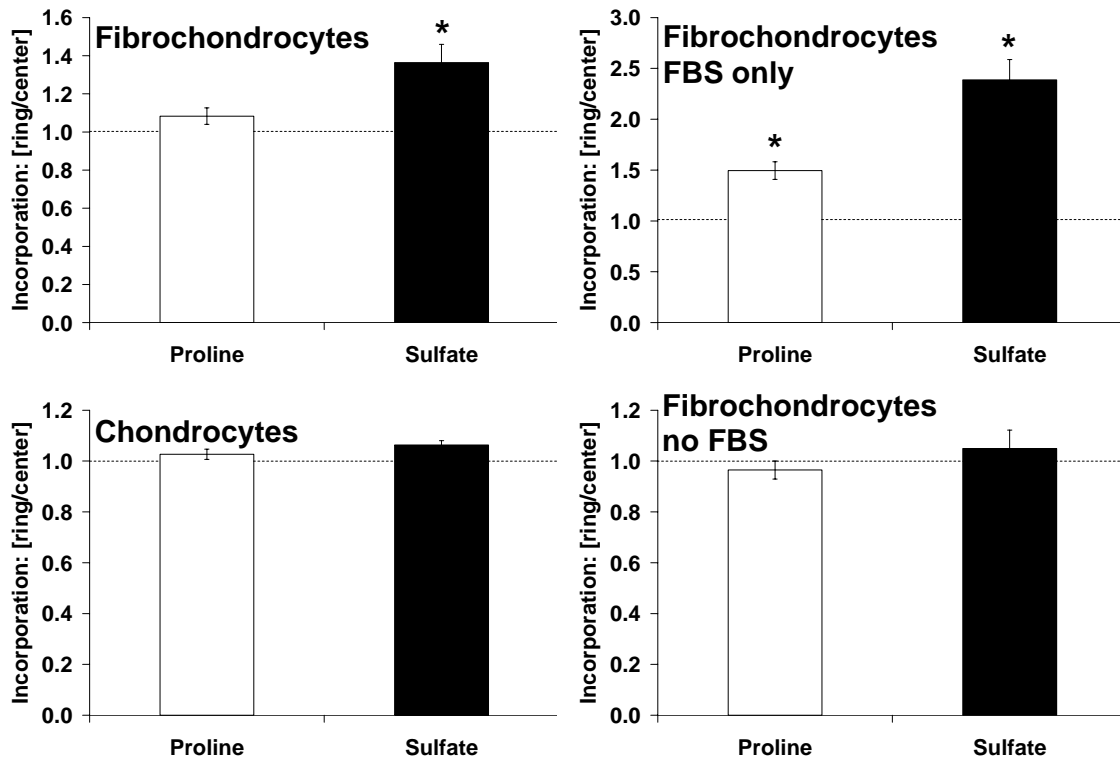 Fibrochondrocytes
Incorporation: [ring/center]
1.6
1.4
1.2
1.0
0.8
0.6
0.4
0.2
0.0
*
Proline
Sulfate
Fibrochondrocytes
FBS only
Incorporation: [ring/center]
3.0
2.5
2.0
1.5
1.0
0.5
0.0
*
*
Proline
Sulfate
Chondrocytes
Incorporation: [ring/center]
1.2
1.0
0.8
0.6
0.4
0.2
0.0
Proline
Sulfate
Fibrochondrocytes
no FBS
Incorporation: [ring/center]
1.2
1.0
0.8
0.6
0.4
0.2
0.0
Proline
Sulfate